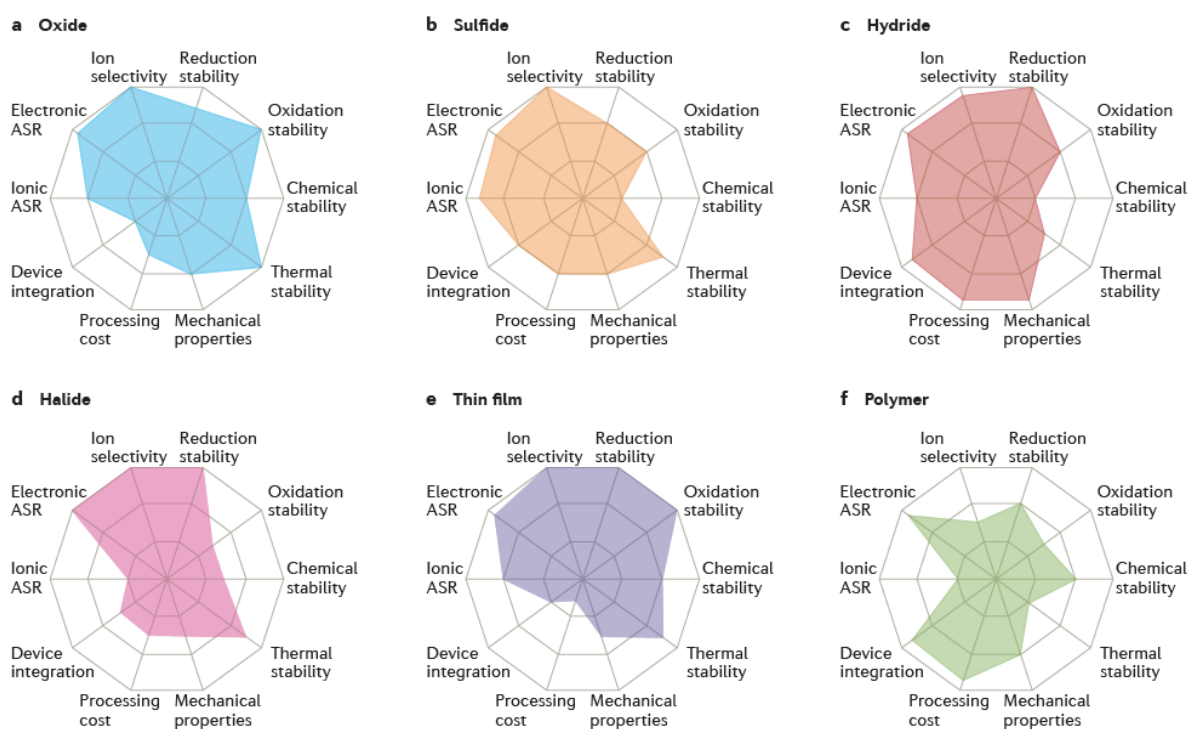 a Oxide
Ion
selectivity
Reduction
stability
Electronic
ASR
Oxidation
stability
Ionic
ASR
Chemical
stability
Device
integration
Thermal
stability
Processing
cost
Mechanical
properties
b Sulfide
Ion
selectivity
Reduction
stability
Electronic
ASR
Oxidation
stability
Ionic
ASR
Chemical
stability
Device
integration
Thermal
stability
Processing
cost
Mechanical
properties
c Hydride
Ion
selectivity
Reduction
stability
Electronic
ASR
Oxidation
stability
Ionic
ASR
Chemical
stability
Device
integration
Thermal
stability
Processing
cost
Mechanical
properties
d Halide
Ion
selectivity
Reduction
stability
Electronic
ASR
Oxidation
stability
Ionic
ASR
Chemical
stability
Device
integration
Thermal
stability
Processing
cost
Mechanical
properties
e Thin film
Ion
selectivity
Reduction
stability
Electronic
ASR
Oxidation
stability
Ionic
ASR
Chemical
stability
Device
integration
Thermal
stability
Processing
cost
Mechanical
properties
f Polymer
Ion
selectivity
Reduction
stability
Electronic
ASR
Oxidation
stability
Ionic
ASR
Chemical
stability
Device
integration
Thermal
stability
Processing
cost
Mechanical
properties